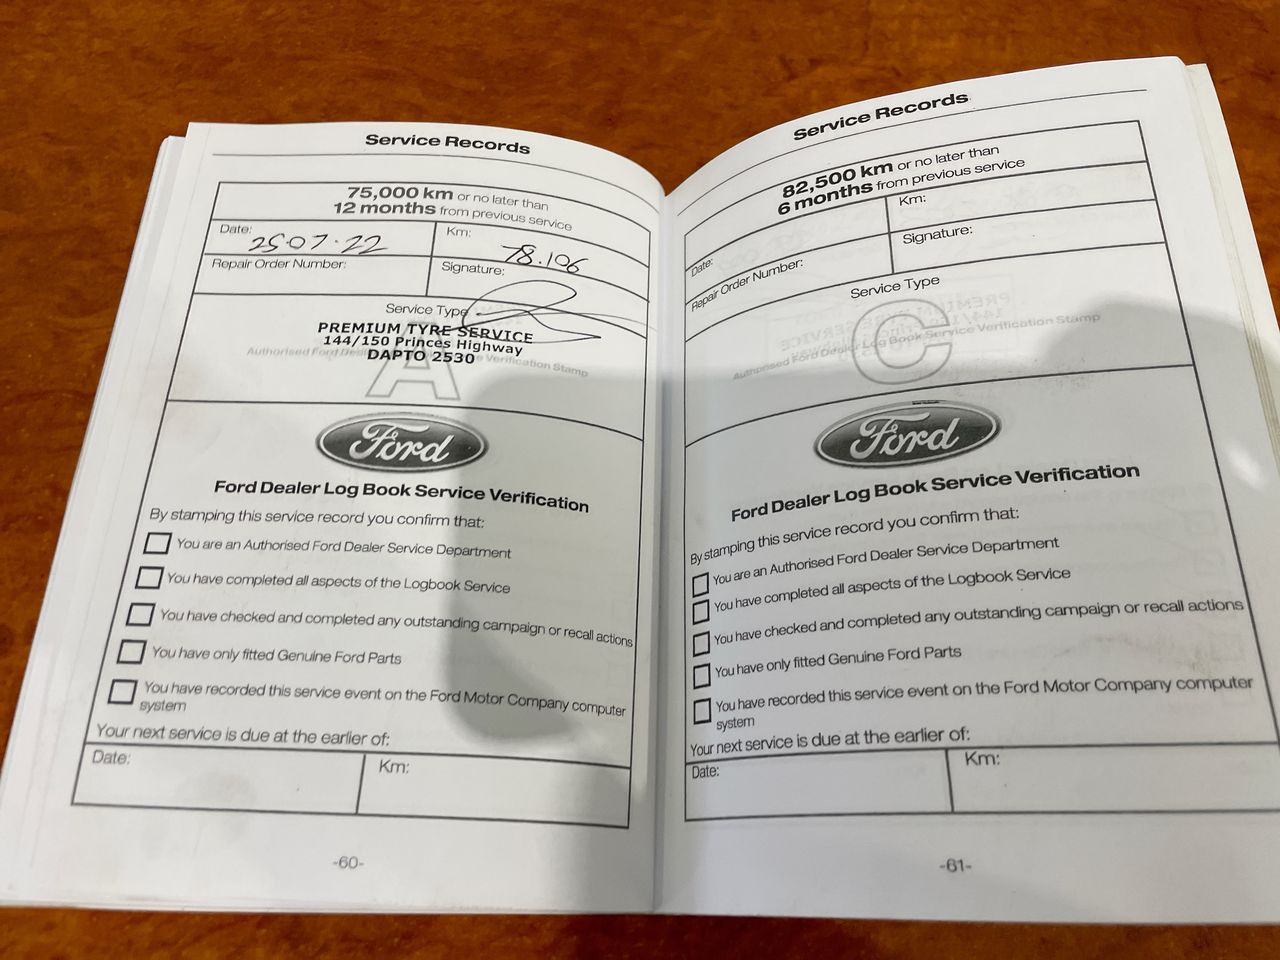 Service Records
75,000 km or no later than
12 months from previous service
Date: 25·07·22
Km: 78.106
Repair Order Number:
Signature:
Service Type
PREMIUM TYRE SERVICE
144/150 Princes Highway
DAPTO 2530
Authorised Ford Dealer Log Book Service Verification Stamp
A
Ford
Ford Dealer Log Book Service Verification
By stamping this service record you confirm that:
You are an Authorised Ford Dealer Service Department
You have completed all aspects of the Logbook Service
You have checked and completed any outstanding campaign or recall actions
You have only fitted Genuine Ford Parts
You have recorded this service event on the Ford Motor Company computer
system
Your next service is due at the earlier of:
Date:
Km:
-60-
Service Records
82,500 km or no later than
6 months from previous service
Date:
Km:
Repair Order Number:
Signature:
Service Type
C
Authorised Ford Dealer Log Book Service Verification Stamp
Ford
Ford Dealer Log Book Service Verification
By stamping this service record you confirm that:
You are an Authorised Ford Dealer Service Department
You have completed all aspects of the Logbook Service
You have checked and completed any outstanding campaign or recall actions
You have only fitted Genuine Ford Parts
You have recorded this service event on the Ford Motor Company computer
system
Your next service is due at the earlier of:
Date:
Km:
-61-